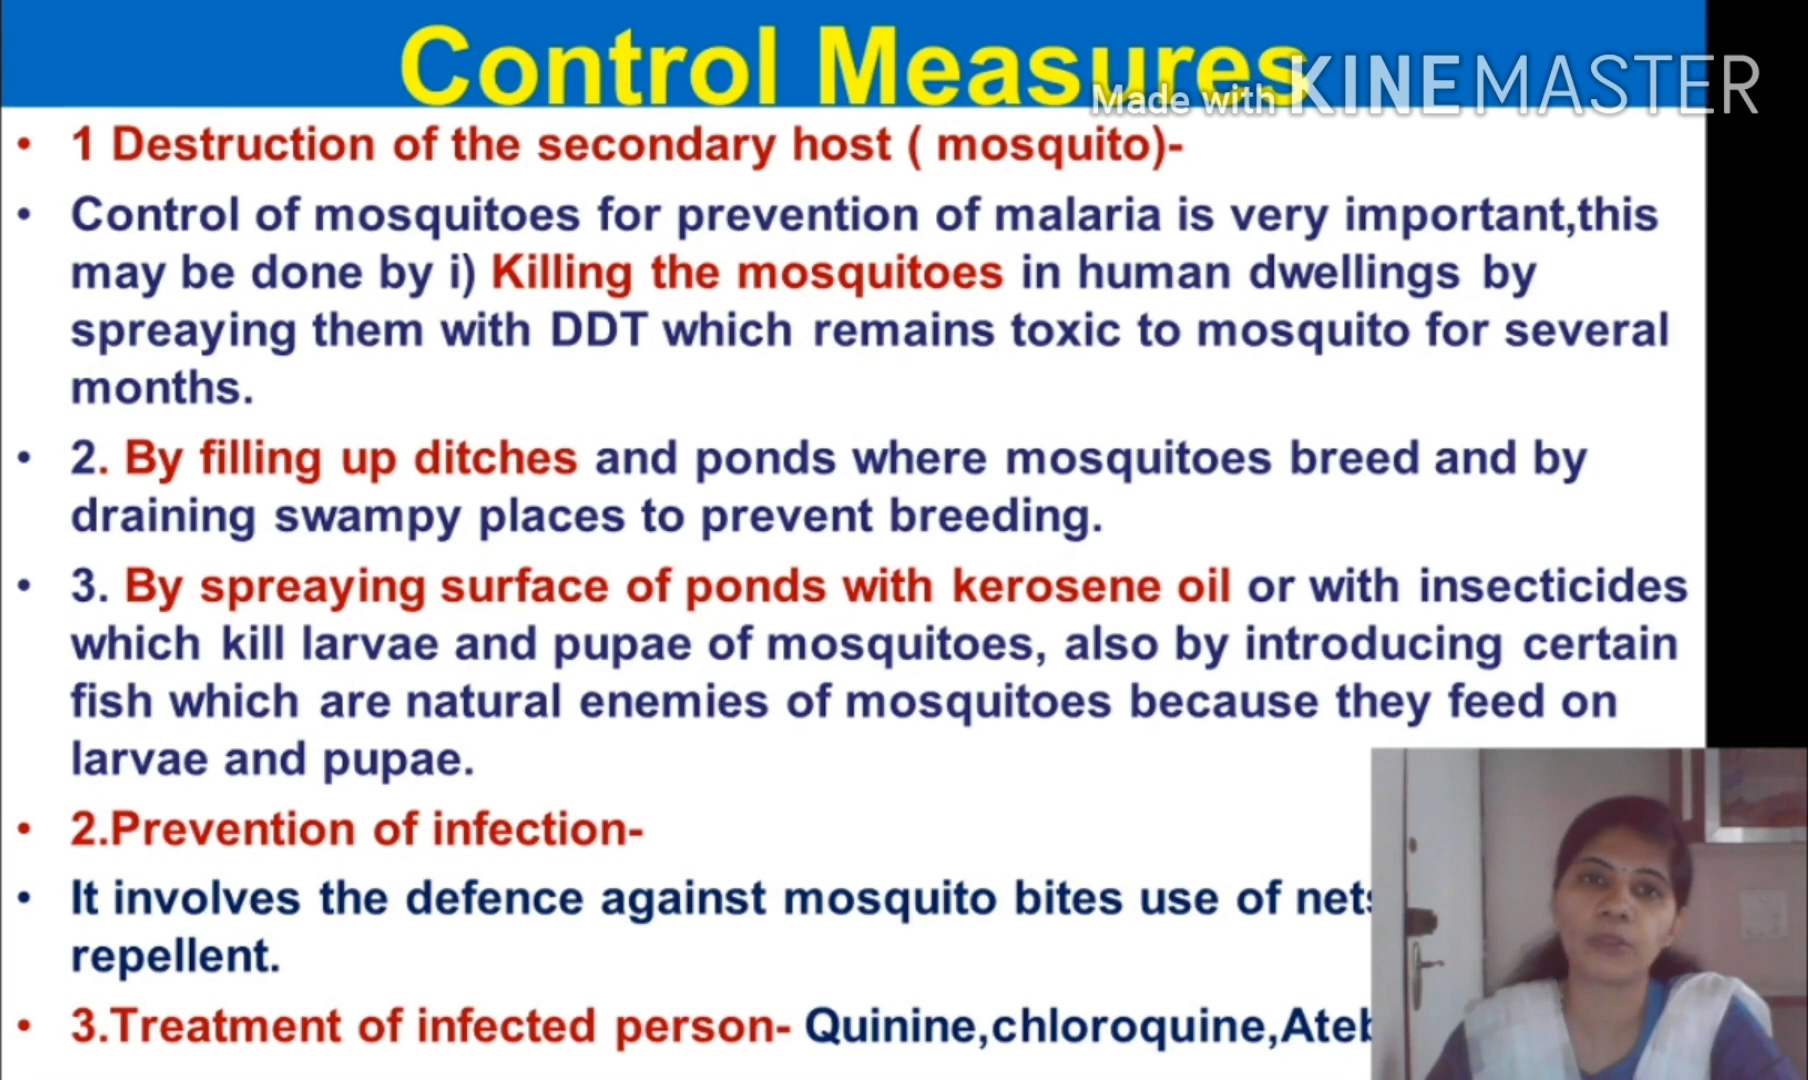 Control Measures
Made with KINEMASTER
• 1 Destruction of the secondary host ( mosquito)-
• Control of mosquitoes for prevention of malaria is very important,this
may be done by i) Killing the mosquitoes in human dwellings by
spreaying them with DDT which remains toxic to mosquito for several
months.
• 2. By filling up ditches and ponds where mosquitoes breed and by
draining swampy places to prevent breeding.
• 3. By spreaying surface of ponds with kerosene oil or with insecticides
which kill larvae and pupae of mosquitoes, also by introducing certain
fish which are natural enemies of mosquitoes because they feed on
larvae and pupae.
• 2.Prevention of infection-
• It involves the defence against mosquito bites use of nets
repellent.
• 3.Treatment of infected person- Quinine,chloroquine,